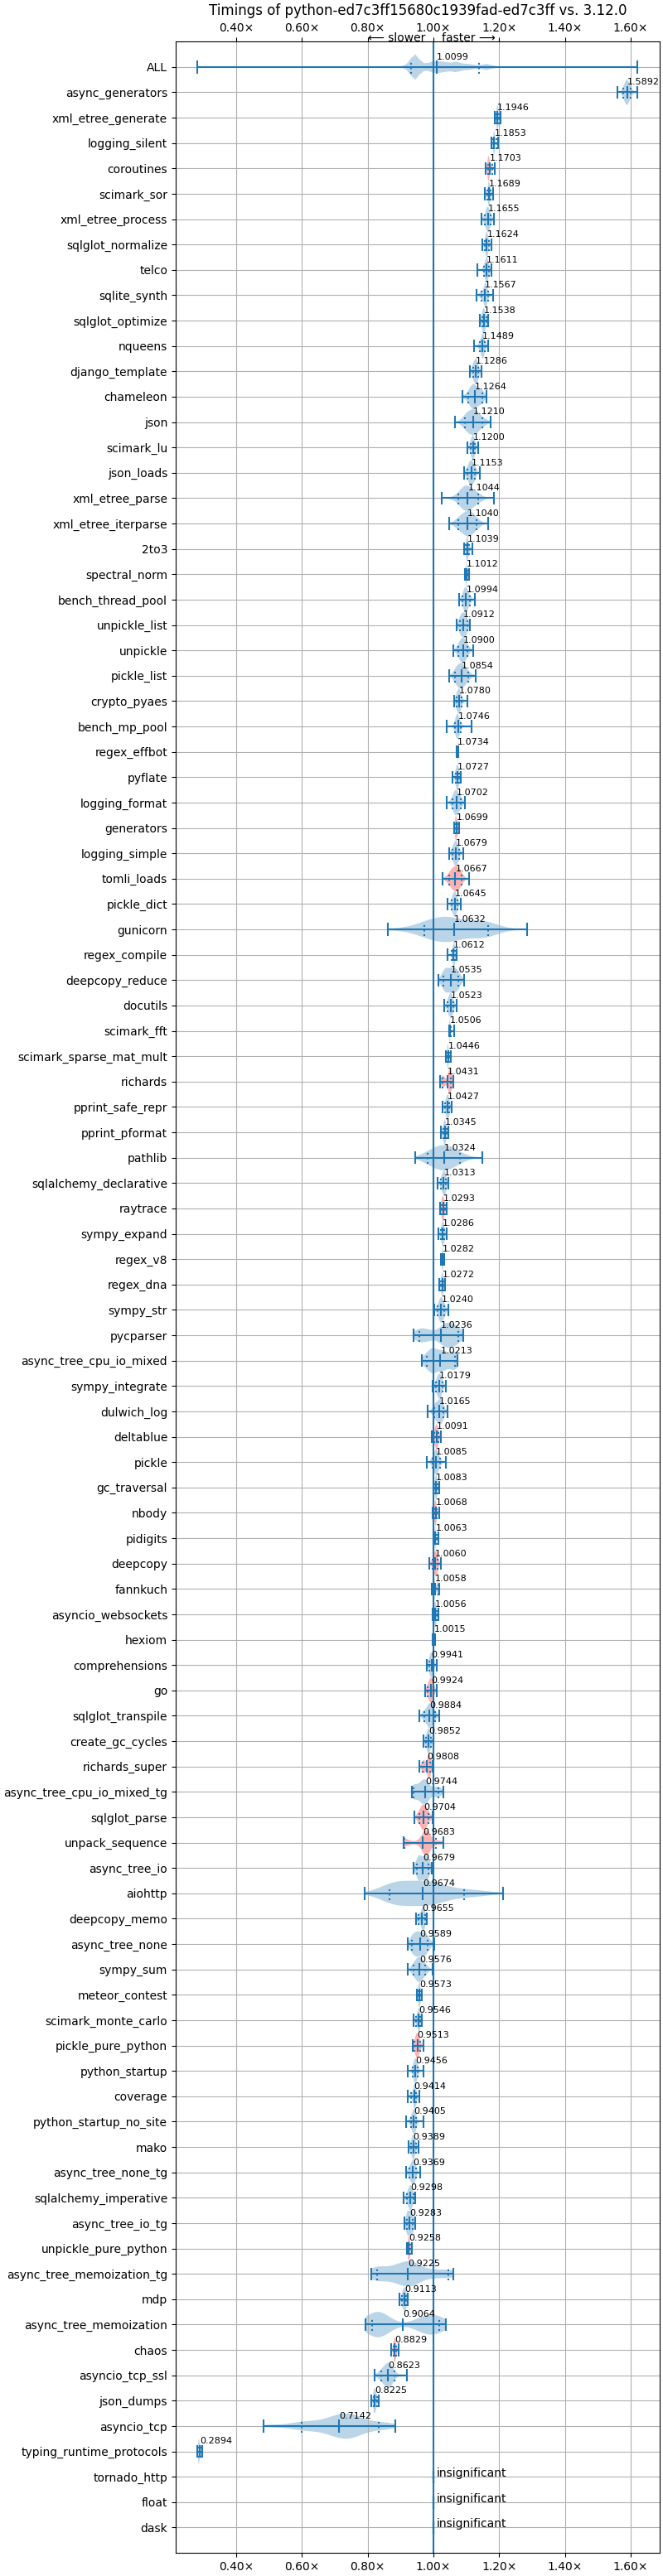 Timings of python-ed7c3ff15680c1939fad-ed7c3ff vs. 3.12.0
0.40× 0.60× 0.80× 1.00× 1.20× 1.40× 1.60×
⟵ slower faster ⟶
ALL 1.0099
async_generators 1.5892
xml_etree_generate 1.1946
logging_silent 1.1853
coroutines 1.1703
scimark_sor 1.1689
xml_etree_process 1.1655
sqlglot_normalize 1.1624
telco 1.1611
sqlite_synth 1.1567
sqlglot_optimize 1.1538
nqueens 1.1489
django_template 1.1286
chameleon 1.1264
json 1.1210
scimark_lu 1.1200
json_loads 1.1153
xml_etree_parse 1.1044
xml_etree_iterparse 1.1040
2to3 1.1039
spectral_norm 1.1012
bench_thread_pool 1.0994
unpickle_list 1.0912
unpickle 1.0900
pickle_list 1.0854
crypto_pyaes 1.0780
bench_mp_pool 1.0746
regex_effbot 1.0734
pyflate 1.0727
logging_format 1.0702
generators 1.0699
logging_simple 1.0679
tomli_loads 1.0667
pickle_dict 1.0645
gunicorn 1.0632
regex_compile 1.0612
deepcopy_reduce 1.0535
docutils 1.0523
scimark_fft 1.0506
scimark_sparse_mat_mult 1.0446
richards 1.0431
pprint_safe_repr 1.0427
pprint_pformat 1.0345
pathlib 1.0324
sqlalchemy_declarative 1.0313
raytrace 1.0293
sympy_expand 1.0286
regex_v8 1.0282
regex_dna 1.0272
sympy_str 1.0240
pycparser 1.0236
async_tree_cpu_io_mixed 1.0213
sympy_integrate 1.0179
dulwich_log 1.0165
deltablue 1.0091
pickle 1.0085
gc_traversal 1.0083
nbody 1.0068
pidigits 1.0063
deepcopy 1.0060
fannkuch 1.0058
asyncio_websockets 1.0056
hexiom 1.0015
comprehensions 0.9941
go 0.9924
sqlglot_transpile 0.9884
create_gc_cycles 0.9852
richards_super 0.9808
async_tree_cpu_io_mixed_tg 0.9744
sqlglot_parse 0.9704
unpack_sequence 0.9683
async_tree_io 0.9679
aiohttp 0.9674
deepcopy_memo 0.9655
async_tree_none 0.9589
sympy_sum 0.9576
meteor_contest 0.9573
scimark_monte_carlo 0.9546
pickle_pure_python 0.9513
python_startup 0.9456
coverage 0.9414
python_startup_no_site 0.9405
mako 0.9389
async_tree_none_tg 0.9369
sqlalchemy_imperative 0.9298
async_tree_io_tg 0.9283
unpickle_pure_python 0.9258
async_tree_memoization_tg 0.9225
mdp 0.9113
async_tree_memoization 0.9064
chaos 0.8829
asyncio_tcp_ssl 0.8623
json_dumps 0.8225
asyncio_tcp 0.7142
typing_runtime_protocols 0.2894
tornado_http insignificant
float insignificant
dask insignificant
0.40× 0.60× 0.80× 1.00× 1.20× 1.40× 1.60×